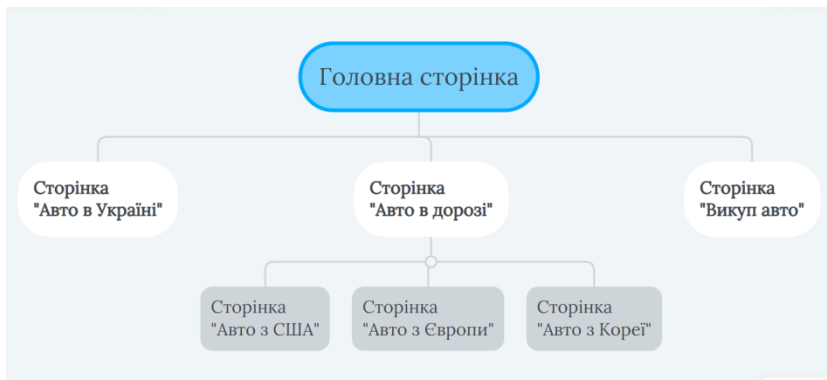 Головна сторінка
Сторінка
"Авто в Україні"
Сторінка
"Авто в дорозі"
Сторінка
"Викуп авто"
Сторінка
"Авто з США"
Сторінка
"Авто з Європи"
Сторінка
"Авто з Кореї"